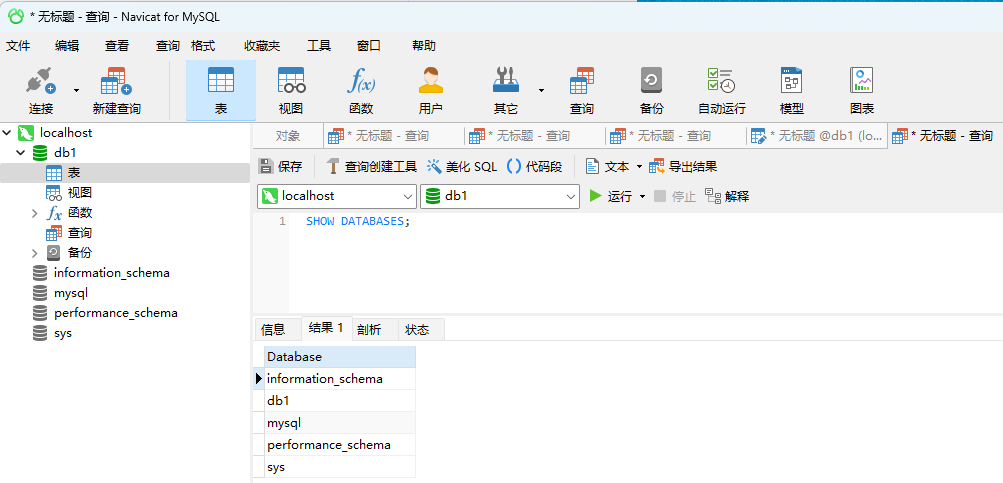 * 无标题 - 查询 - Navicat for MySQL
文件 编辑 查看 查询 格式 收藏夹 工具 窗口 帮助
连接 新建查询 表 视图 f(x) 函数 用户 其它 查询 备份 自动运行 模型 图表
localhost
db1
表
视图
fx 函数
查询
备份
information_schema
mysql
performance_schema
sys
对象 * 无标题 - 查询 * 无标题 - 查询 * 无标题 - 查询 * 无标题 @db1 (lo... * 无标题 - 查询
保存 查询创建工具 美化 SQL () 代码段 文本 导出结果
localhost db1 运行 停止 解释
1 SHOW DATABASES;
信息 结果 1 剖析 状态
Database
information_schema
db1
mysql
performance_schema
sys